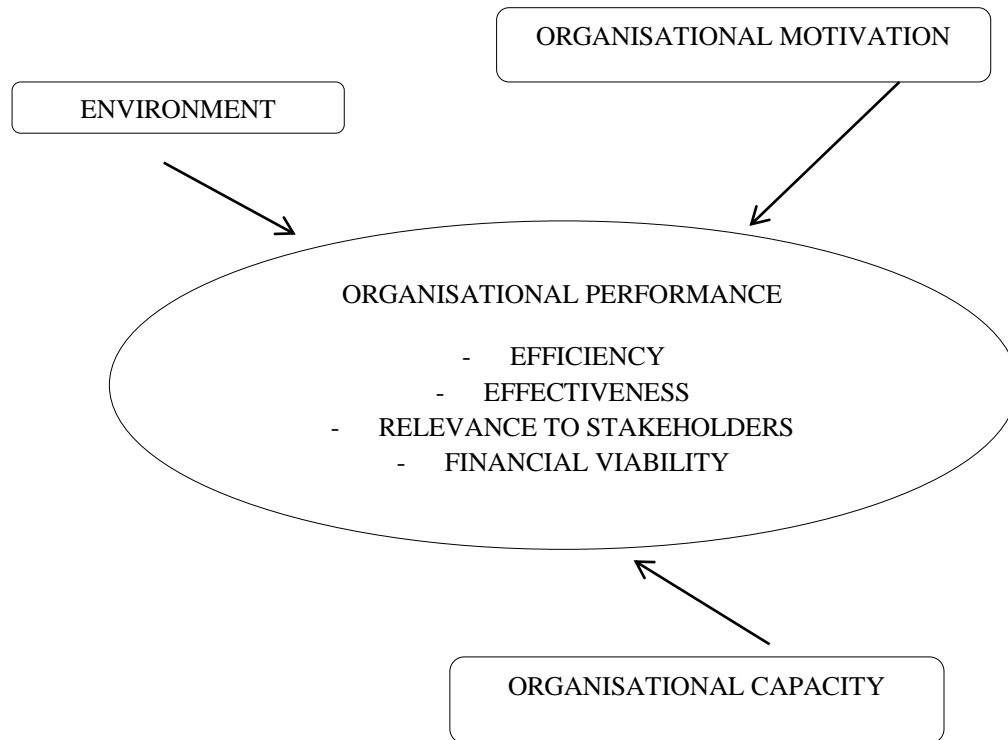 ORGANISATIONAL MOTIVATION
ENVIRONMENT
ORGANISATIONAL PERFORMANCE
- EFFICIENCY
- EFFECTIVENESS
- RELEVANCE TO STAKEHOLDERS
- FINANCIAL VIABILITY
ORGANISATIONAL CAPACITY